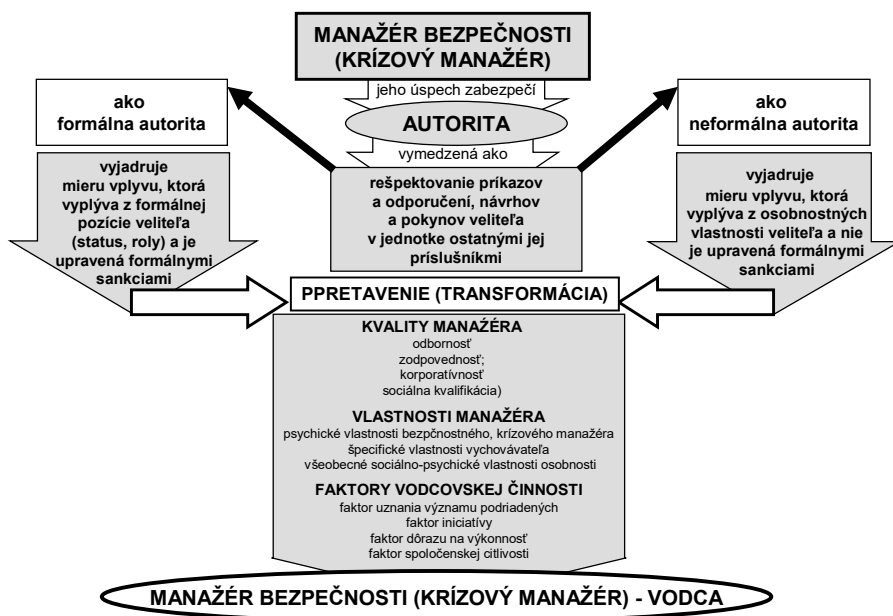 MANAŽÉR BEZPEČNOSTI
(KRÍZOVÝ MANAŽÉR)
jeho úspech zabezpečí
AUTORITA
vymedzená ako
ako
formálna autorita
ako
neformálna autorita
vyjadruje
mieru vplyvu, ktorá
vyplýva z formálnej
pozície veliteľa
(status, roly) a je
upravená formálnymi
sankciami
rešpektovanie príkazov
a odporučení, návrhov
a pokynov veliteľa
v jednotke ostatnými jej
príslušníkmi
vyjadruje
mieru vplyvu, ktorá
vyplýva z osobnostných
vlastnosti veliteľa a nie
je upravená formálnymi
sankciami
PPRETAVENIE (TRANSFORMÁCIA)
KVALITY MANAŽÉRA
odbornosť
zodpovednosť;
korporatívnosť
sociálna kvalifikácia)
VLASTNOSTI MANAŽÉRA
psychické vlastnosti bezpčnostného, krízového manažéra
špecifické vlastnosti vychovávateľa
všeobecné sociálno-psychické vlastnosti osobnosti
FAKTORY VODCOVSKEJ ČINNOSTI
faktor uznania významu podriadených
faktor iniciatívy
faktor dôrazu na výkonnosť
faktor spoločenskej citlivosti
MANAŽÉR BEZPEČNOSTI (KRÍZOVÝ MANAŽÉR) - VODCA